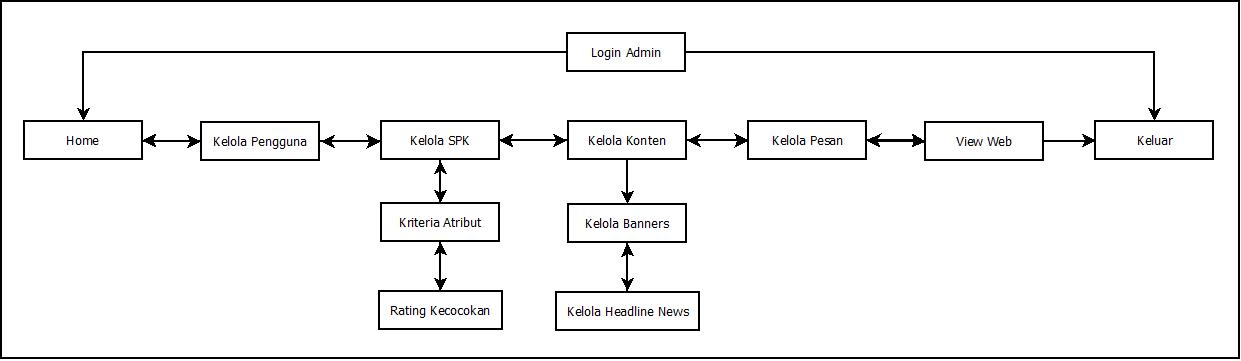 Login Admin
Home
Kelola Pengguna
Kelola SPK
Kelola Konten
Kelola Pesan
View Web
Keluar
Kriteria Atribut
Kelola Banners
Rating Kecocokan
Kelola Headline News